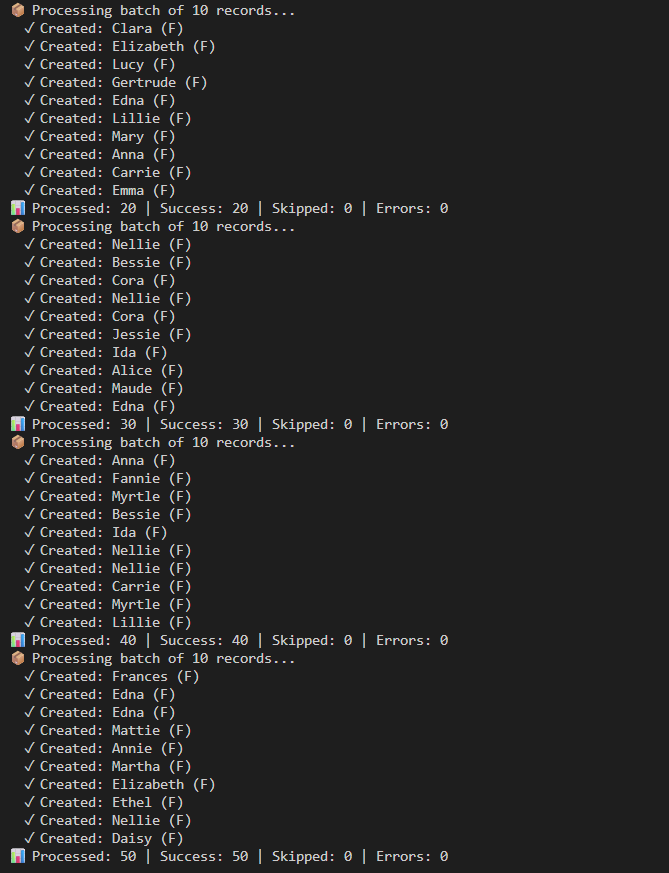 📦 Processing batch of 10 records...
✓ Created: Clara (F)
✓ Created: Elizabeth (F)
✓ Created: Lucy (F)
✓ Created: Gertrude (F)
✓ Created: Edna (F)
✓ Created: Lillie (F)
✓ Created: Mary (F)
✓ Created: Anna (F)
✓ Created: Carrie (F)
✓ Created: Emma (F)
📊 Processed: 20 | Success: 20 | Skipped: 0 | Errors: 0
📦 Processing batch of 10 records...
✓ Created: Nellie (F)
✓ Created: Bessie (F)
✓ Created: Cora (F)
✓ Created: Nellie (F)
✓ Created: Cora (F)
✓ Created: Jessie (F)
✓ Created: Ida (F)
✓ Created: Alice (F)
✓ Created: Maude (F)
✓ Created: Edna (F)
📊 Processed: 30 | Success: 30 | Skipped: 0 | Errors: 0
📦 Processing batch of 10 records...
✓ Created: Anna (F)
✓ Created: Fannie (F)
✓ Created: Myrtle (F)
✓ Created: Bessie (F)
✓ Created: Ida (F)
✓ Created: Nellie (F)
✓ Created: Nellie (F)
✓ Created: Carrie (F)
✓ Created: Myrtle (F)
✓ Created: Lillie (F)
📊 Processed: 40 | Success: 40 | Skipped: 0 | Errors: 0
📦 Processing batch of 10 records...
✓ Created: Frances (F)
✓ Created: Edna (F)
✓ Created: Edna (F)
✓ Created: Mattie (F)
✓ Created: Annie (F)
✓ Created: Martha (F)
✓ Created: Elizabeth (F)
✓ Created: Ethel (F)
✓ Created: Nellie (F)
✓ Created: Daisy (F)
📊 Processed: 50 | Success: 50 | Skipped: 0 | Errors: 0